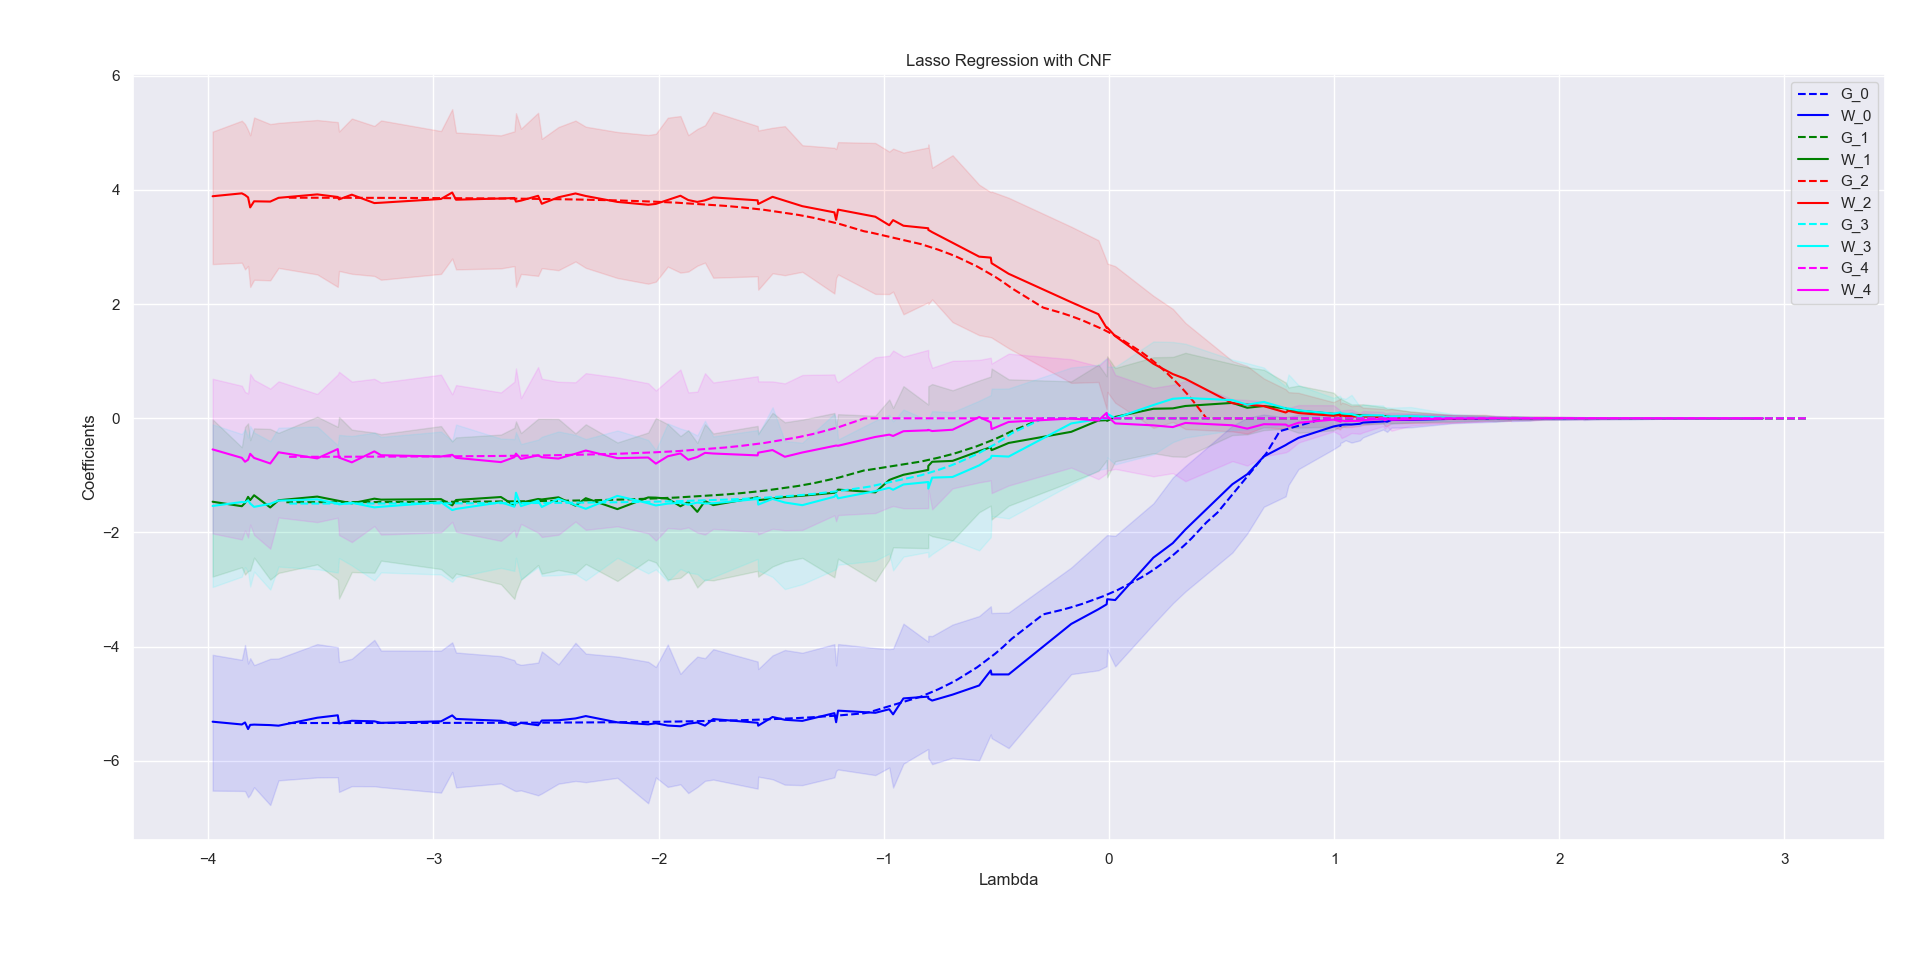 Lasso Regression with CNF
6
4
2
0
−2
−4
−6
Coefficients
−4
−3
−2
−1
0
1
2
3
Lambda
G_0
W_0
G_1
W_1
G_2
W_2
G_3
W_3
G_4
W_4